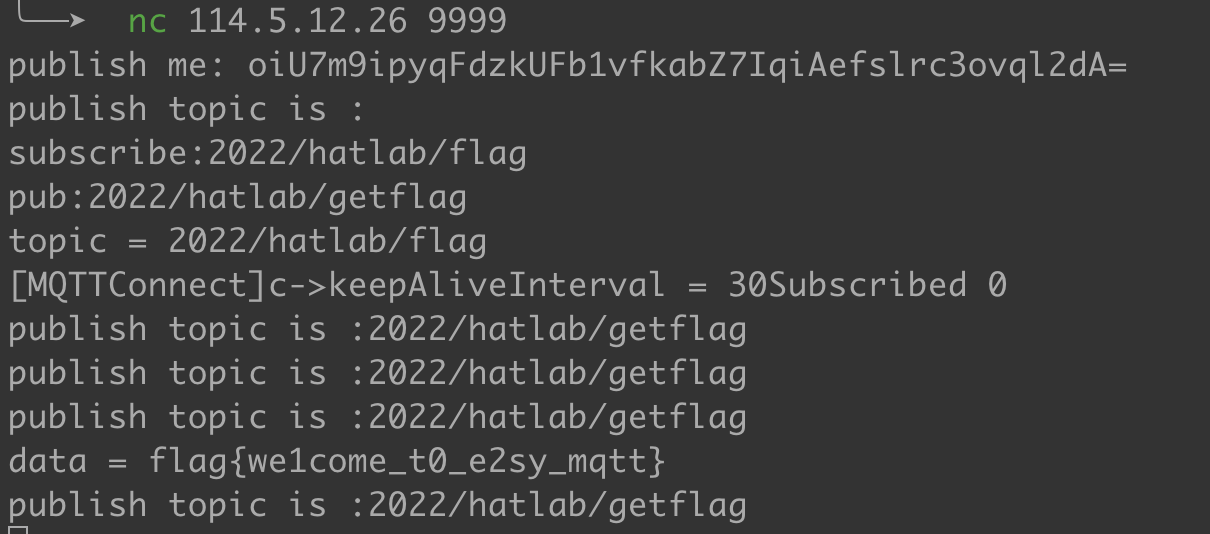 nc 114.5.12.26 9999
publish me: oiU7m9ipyqFdzkUFb1vfkabZ7IqiAefslrc3ovql2dA=
publish topic is :
subscribe:2022/hatlab/flag
pub:2022/hatlab/getflag
topic = 2022/hatlab/flag
[MQTTConnect]c->keepAliveInterval = 30Subscribed 0
publish topic is :2022/hatlab/getflag
publish topic is :2022/hatlab/getflag
publish topic is :2022/hatlab/getflag
data = flag{we1come_t0_e2sy_mqtt}
publish topic is :2022/hatlab/getflag